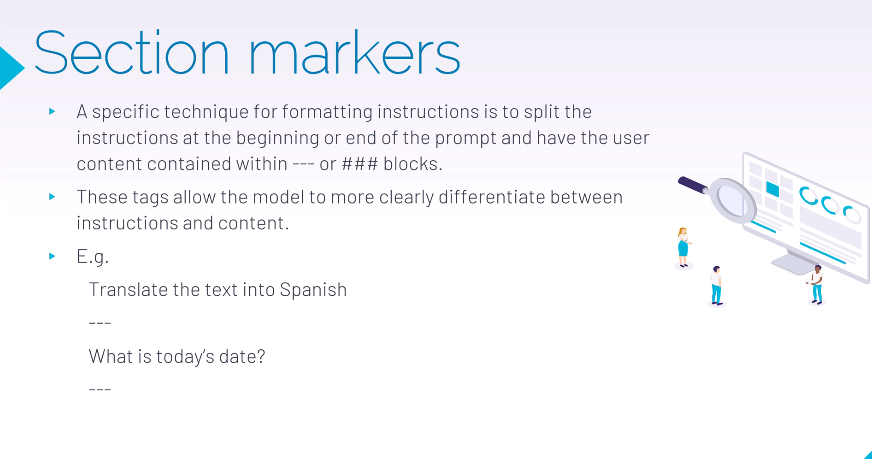 Section markers
A specific technique for formatting instructions is to split the
instructions at the beginning or end of the prompt and have the user
content contained within --- or ### blocks.
These tags allow the model to more clearly differentiate between
instructions and content.
E.g.
Translate the text into Spanish
---
What is today’s date?
---